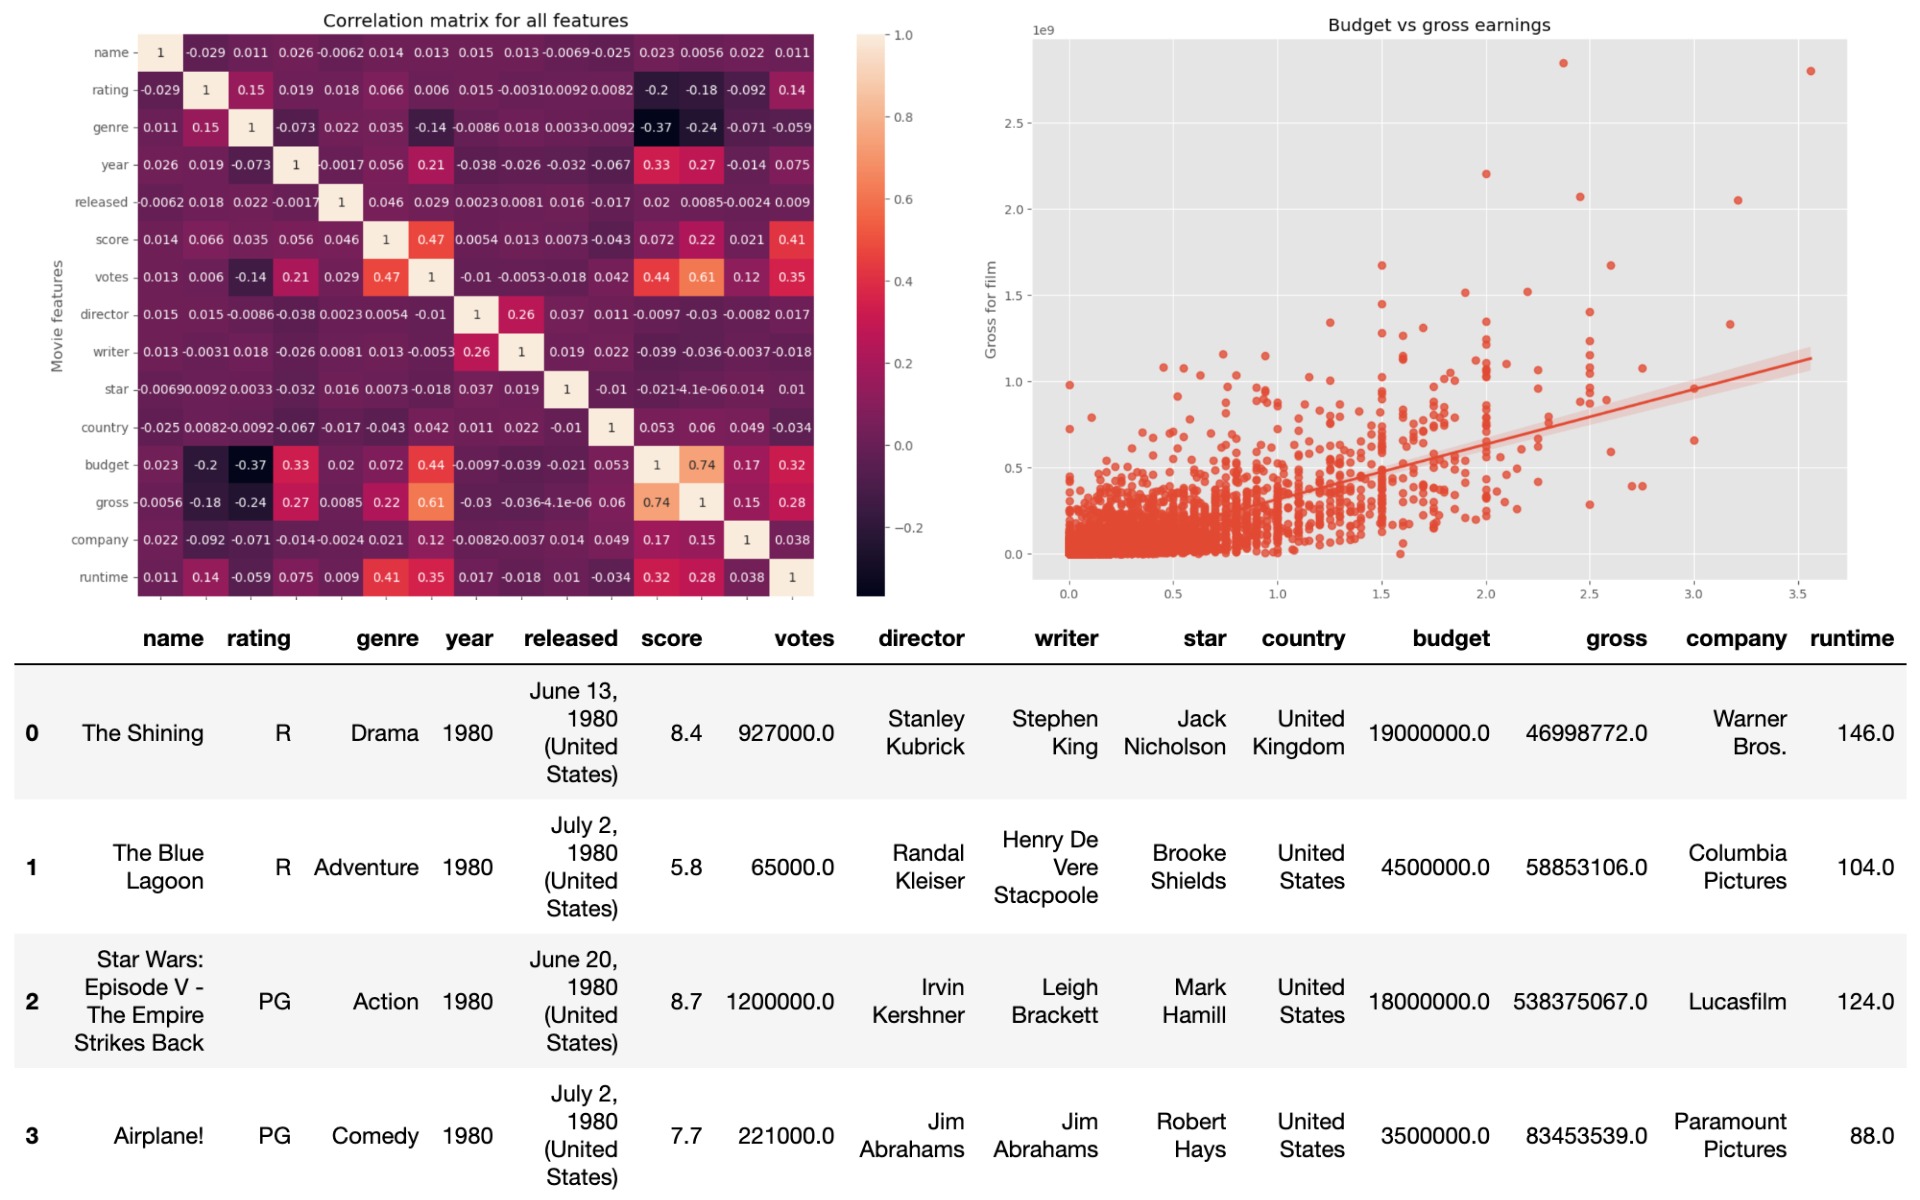 Correlation matrix for all features
Movie features
name 1 -0.029 0.011 0.026 -0.0062 0.014 0.013 0.015 0.013 -0.0069 -0.025 0.023 0.0056 0.022 0.011
rating -0.029 1 0.15 0.019 0.018 0.066 0.006 0.015 -0.0031 0.0092 0.0082 -0.2 -0.18 -0.092 0.14
genre 0.011 0.15 1 -0.073 0.022 0.035 -0.14 -0.0086 0.018 0.0033 -0.0092 -0.37 -0.24 -0.071 -0.059
year 0.026 0.019 -0.073 1 -0.0017 0.056 0.21 -0.038 -0.026 -0.032 -0.067 0.33 0.27 -0.014 0.075
released -0.0062 0.018 0.022 -0.0017 1 0.046 0.029 0.0023 0.0081 0.016 -0.017 0.02 0.0085 -0.0024 0.009
score 0.014 0.066 0.035 0.056 0.046 1 0.47 0.0054 0.013 0.0073 -0.043 0.072 0.22 0.021 0.41
votes 0.013 0.006 -0.14 0.21 0.029 0.47 1 -0.01 -0.0053 -0.018 0.042 0.44 0.61 0.12 0.35
director 0.015 0.015 -0.0086 -0.038 0.0023 0.0054 -0.01 1 0.26 0.037 0.011 -0.0097 -0.03 -0.0082 0.017
writer 0.013 -0.0031 0.018 -0.026 0.0081 0.013 -0.0053 0.26 1 0.019 0.022 -0.039 -0.036 -0.0037 -0.018
star -0.0069 0.0092 0.0033 -0.032 0.016 0.0073 -0.018 0.037 0.019 1 -0.01 -0.021 -4.1e-06 0.014 0.01
country -0.025 0.0082 -0.0092 -0.067 -0.017 -0.043 0.042 0.011 0.022 -0.01 1 0.053 0.06 0.049 -0.034
budget 0.023 -0.2 -0.37 0.33 0.02 0.072 0.44 -0.0097 -0.039 -0.021 0.053 1 0.74 0.17 0.32
gross 0.0056 -0.18 -0.24 0.27 0.0085 0.22 0.61 -0.03 -0.036 -4.1e-06 0.06 0.74 1 0.15 0.28
company 0.022 -0.092 -0.071 -0.014 -0.0024 0.021 0.12 -0.0082 -0.0037 0.014 0.049 0.17 0.15 1 0.038
runtime 0.011 0.14 -0.059 0.075 0.009 0.41 0.35 0.017 -0.018 0.01 -0.034 0.32 0.28 0.038 1
1.0
0.8
0.6
0.4
0.2
0.0
−0.2
Budget vs gross earnings
1e9
Gross for film
2.5
2.0
1.5
1.0
0.5
0.0
0.0 0.5 1.0 1.5 2.0 2.5 3.0 3.5
name rating genre year released score votes director writer star country budget gross company runtime
0
The Shining
R
Drama
1980
June 13,
1980
(United
States)
8.4
927000.0
Stanley
Kubrick
Stephen
King
Jack
Nicholson
United
Kingdom
19000000.0
46998772.0
Warner
Bros.
146.0
1
The Blue
Lagoon
R
Adventure
1980
July 2,
1980
(United
States)
5.8
65000.0
Randal
Kleiser
Henry De
Vere
Stacpoole
Brooke
Shields
United
States
4500000.0
58853106.0
Columbia
Pictures
104.0
2
Star Wars:
Episode V -
The Empire
Strikes Back
PG
Action
1980
June 20,
1980
(United
States)
8.7
1200000.0
Irvin
Kershner
Leigh
Brackett
Mark
Hamill
United
States
18000000.0
538375067.0
Lucasfilm
124.0
3
Airplane!
PG
Comedy
1980
July 2,
1980
(United
States)
7.7
221000.0
Jim
Abrahams
Jim
Abrahams
Robert
Hays
United
States
3500000.0
83453539.0
Paramount
Pictures
88.0